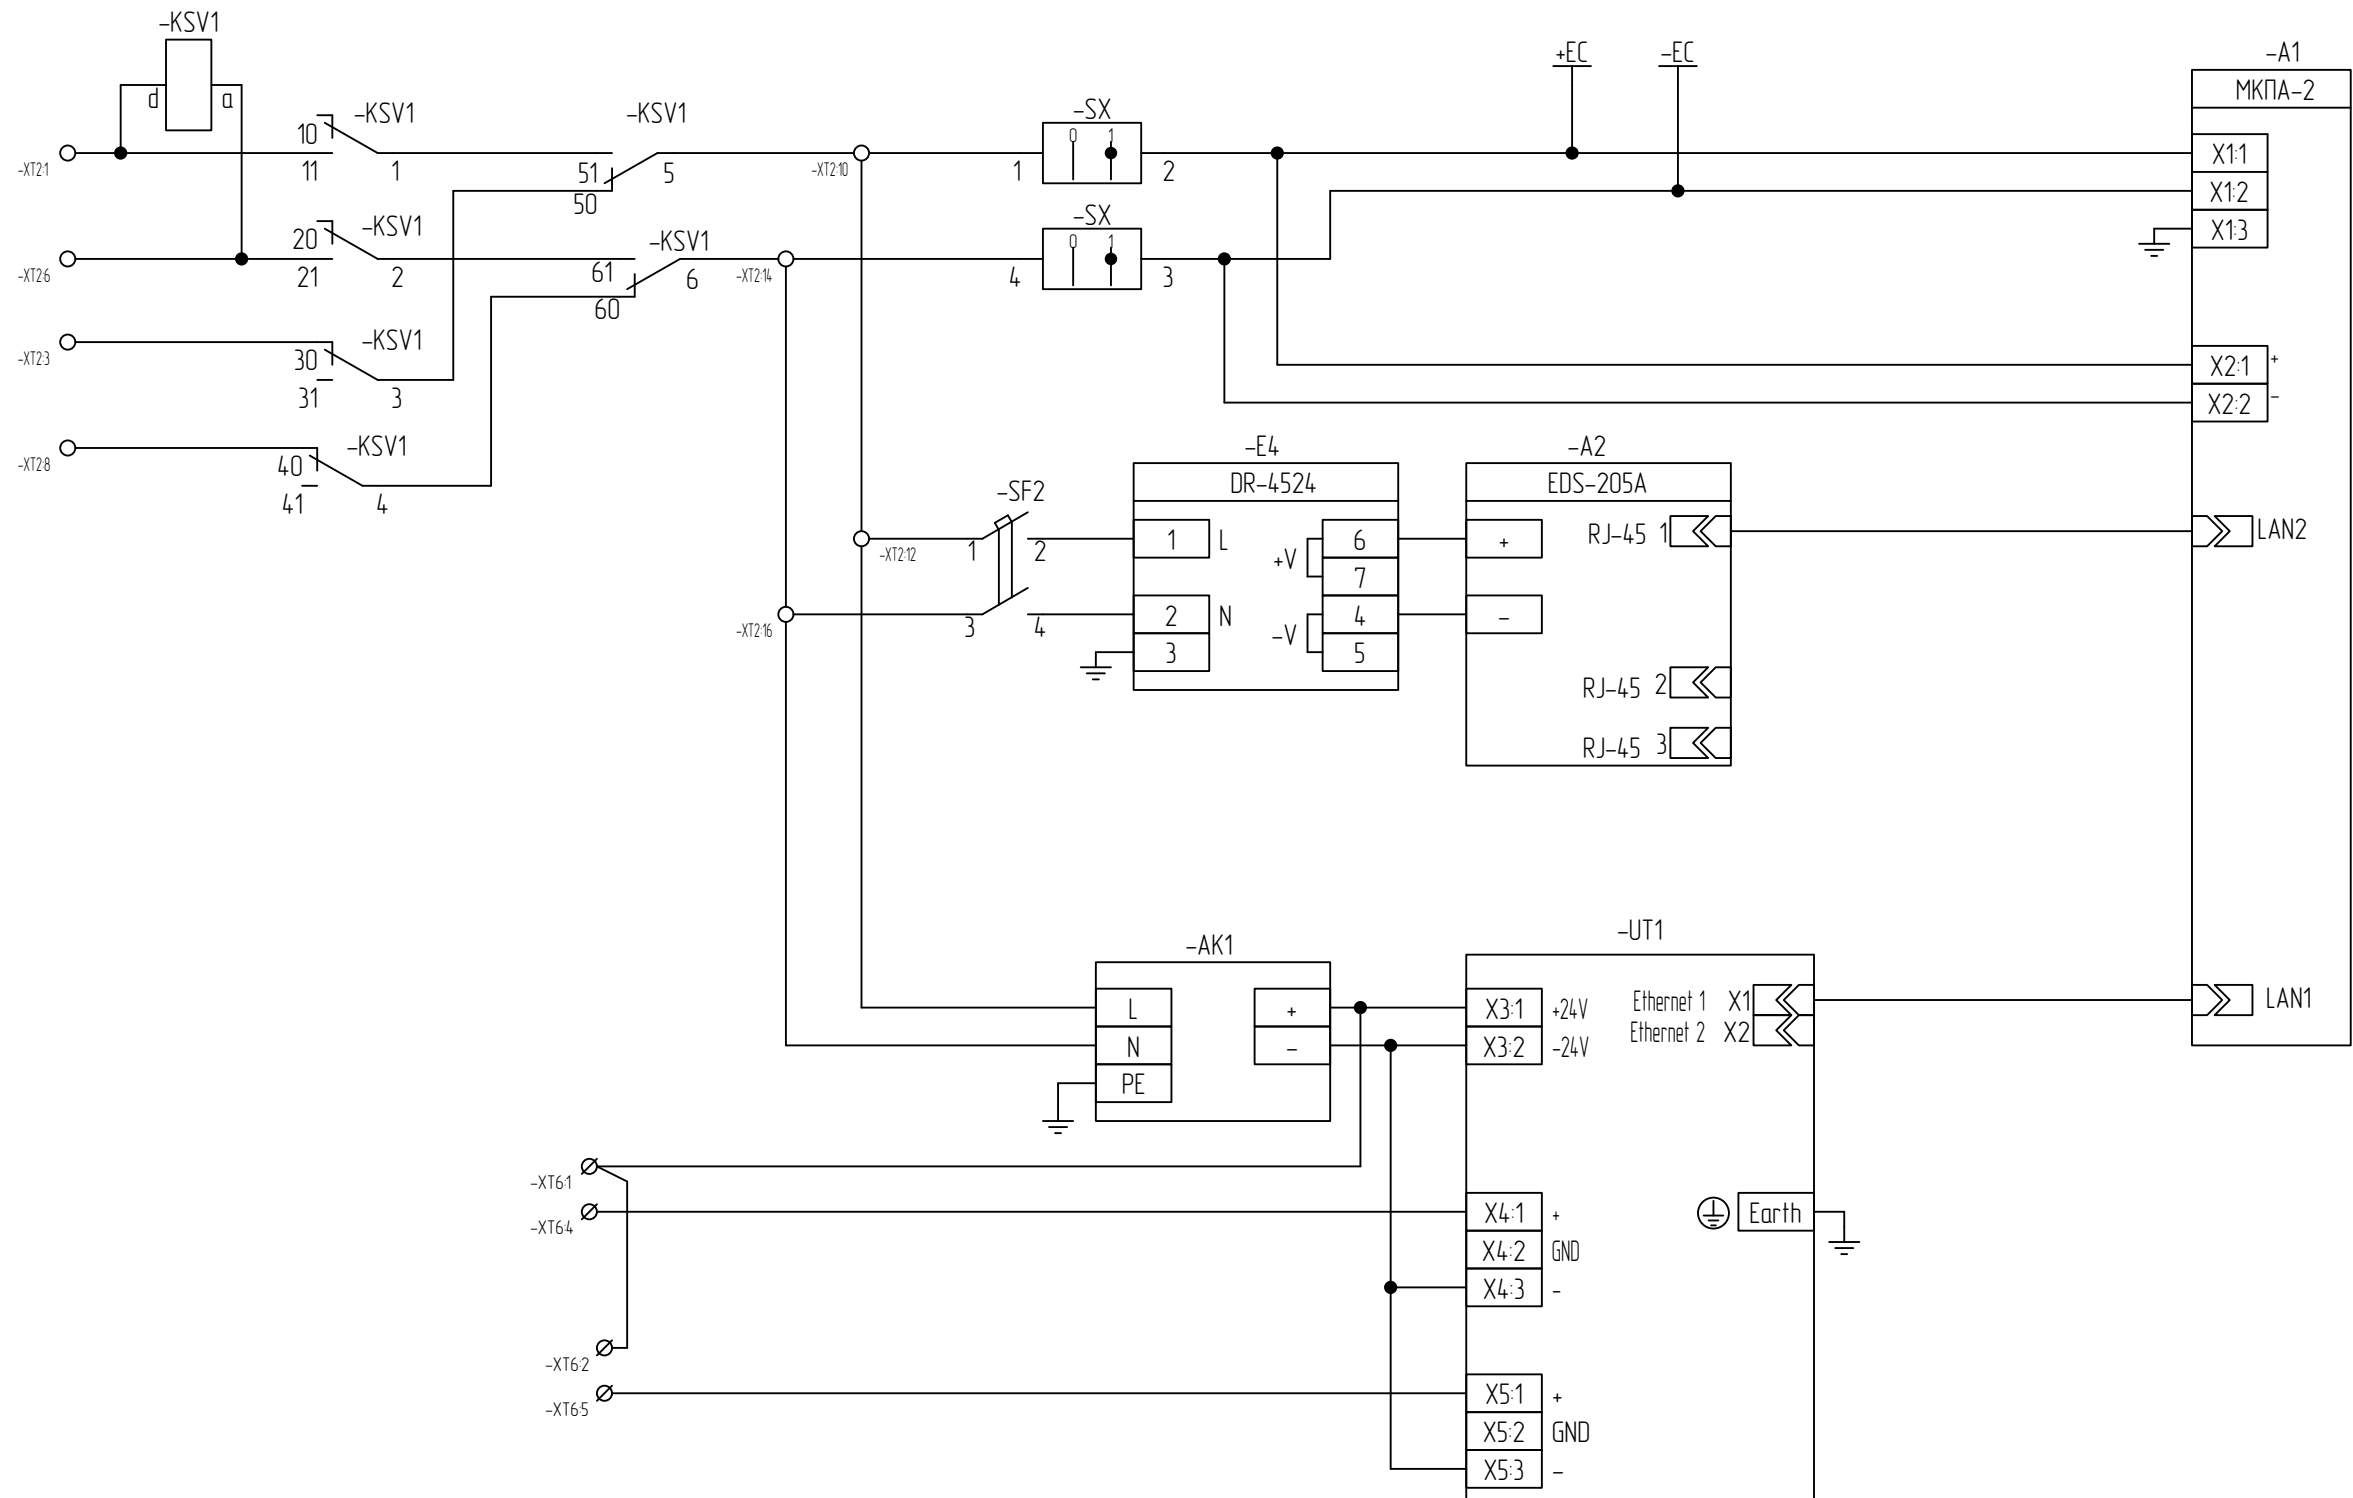 -KSV1
d
a
-XT2:1
10
-KSV1
11
1
-KSV1
51
5
50
-XT2:10
-SX
0 1
1
2
+EC
-EC
-A1
МКПА-2
X1:1
X1:2
X1:3
-XT2:6
20
-KSV1
21
2
-KSV1
61
6
60
-XT2:14
-SX
0 1
4
3
-XT2:3
30
-KSV1
31
3
X2:1 +
X2:2 -
-XT2:8
40
-KSV1
41
4
-SF2
-XT2:12
1
2
-XT2:16
3
4
-E4
DR-4524
1 L
2 N
3
+V
6
7
-V
4
5
-A2
EDS-205A
+
-
RJ-45 1
RJ-45 2
RJ-45 3
LAN2
-AK1
L
N
PE
+
-
-UT1
X3:1 +24V
X3:2 -24V
Ethernet 1 X1
Ethernet 2 X2
LAN1
-XT6:1
-XT6:4
X4:1 +
X4:2 GND
X4:3 -
Earth
-XT6:2
-XT6:5
X5:1 +
X5:2 GND
X5:3 -